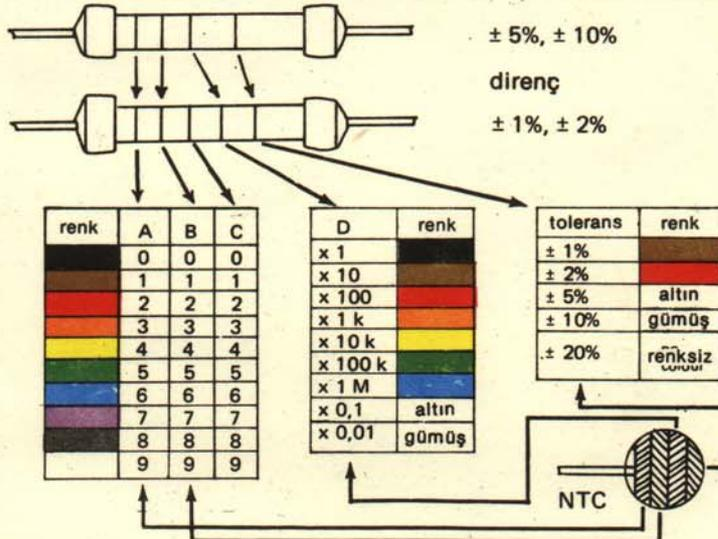 ± 5%, ± 10%
direnç
± 1%, ± 2%
renk A B C
0 0 0
1 1 1
2 2 2
3 3 3
4 4 4
5 5 5
6 6 6
7 7 7
8 8 8
9 9 9
D renk
x 1
x 10
x 100
x 1 k
x 10 k
x 100 k
x 1 M
x 0,1 altın
x 0,01 gümüş
tolerans renk
± 1%
± 2%
± 5% altın
± 10% gümüş
± 20% renksiz
colour
NTC